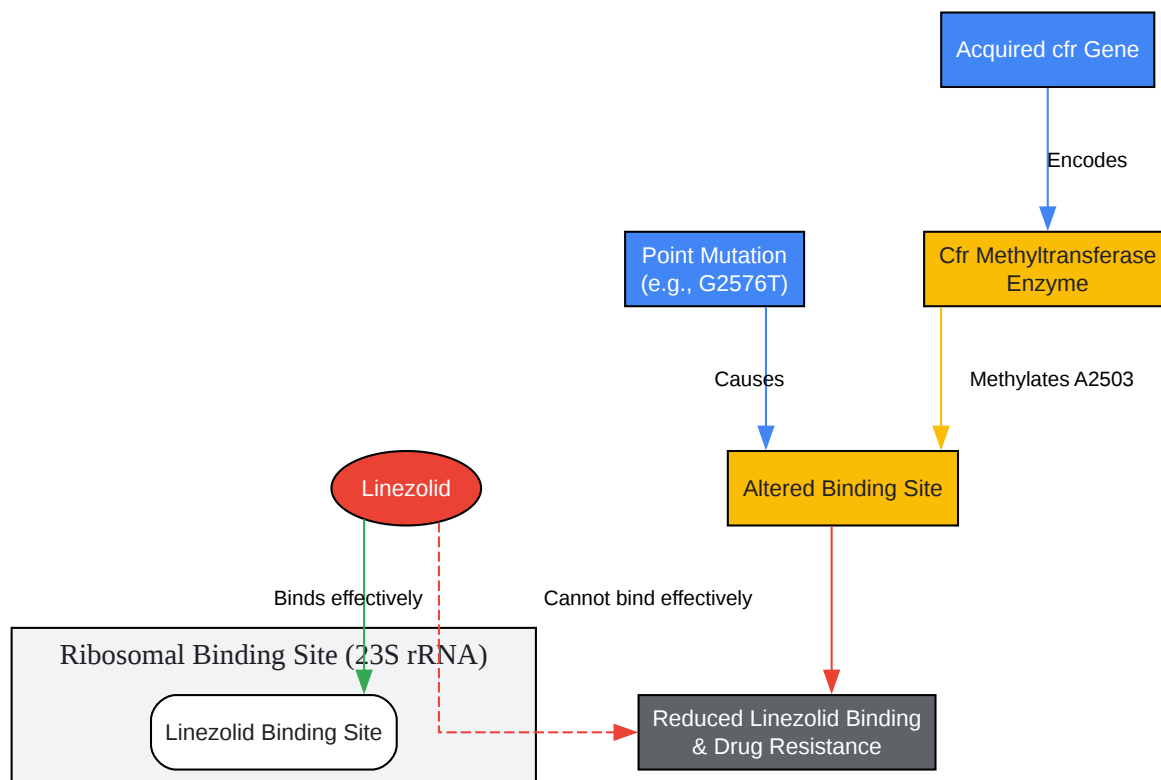 Acquired cfr Gene
Encodes
Point Mutation
(e.g., G2576T)
Cfr Methyltransferase
Enzyme
Causes
Methylates A2503
Linezolid
Altered Binding Site
Binds effectively
Cannot bind effectively
Ribosomal Binding Site (23S rRNA)
Linezolid Binding Site
Reduced Linezolid Binding
& Drug Resistance